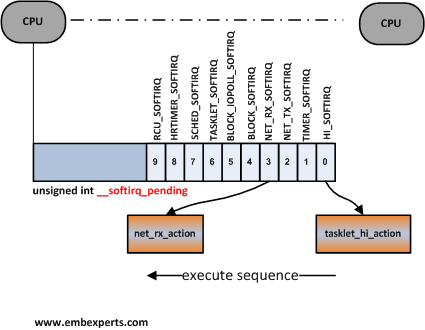 CPU
CPU
RCU_SOFTIRQ
HRTIMER_SOFTIRQ
SCHED_SOFTIRQ
TASKLET_SOFTIRQ
BLOCK_IOPOLL_SOFTIRQ
BLOCK_SOFTIRQ
NET_RX_SOFTIRQ
NET_TX_SOFTIRQ
TIMER_SOFTIRQ
HI_SOFTIRQ
9 8 7 6 5 4 3 2 1 0
unsigned int __softirq_pending
net_rx_action
tasklet_hi_action
execute sequence
www.embexperts.com